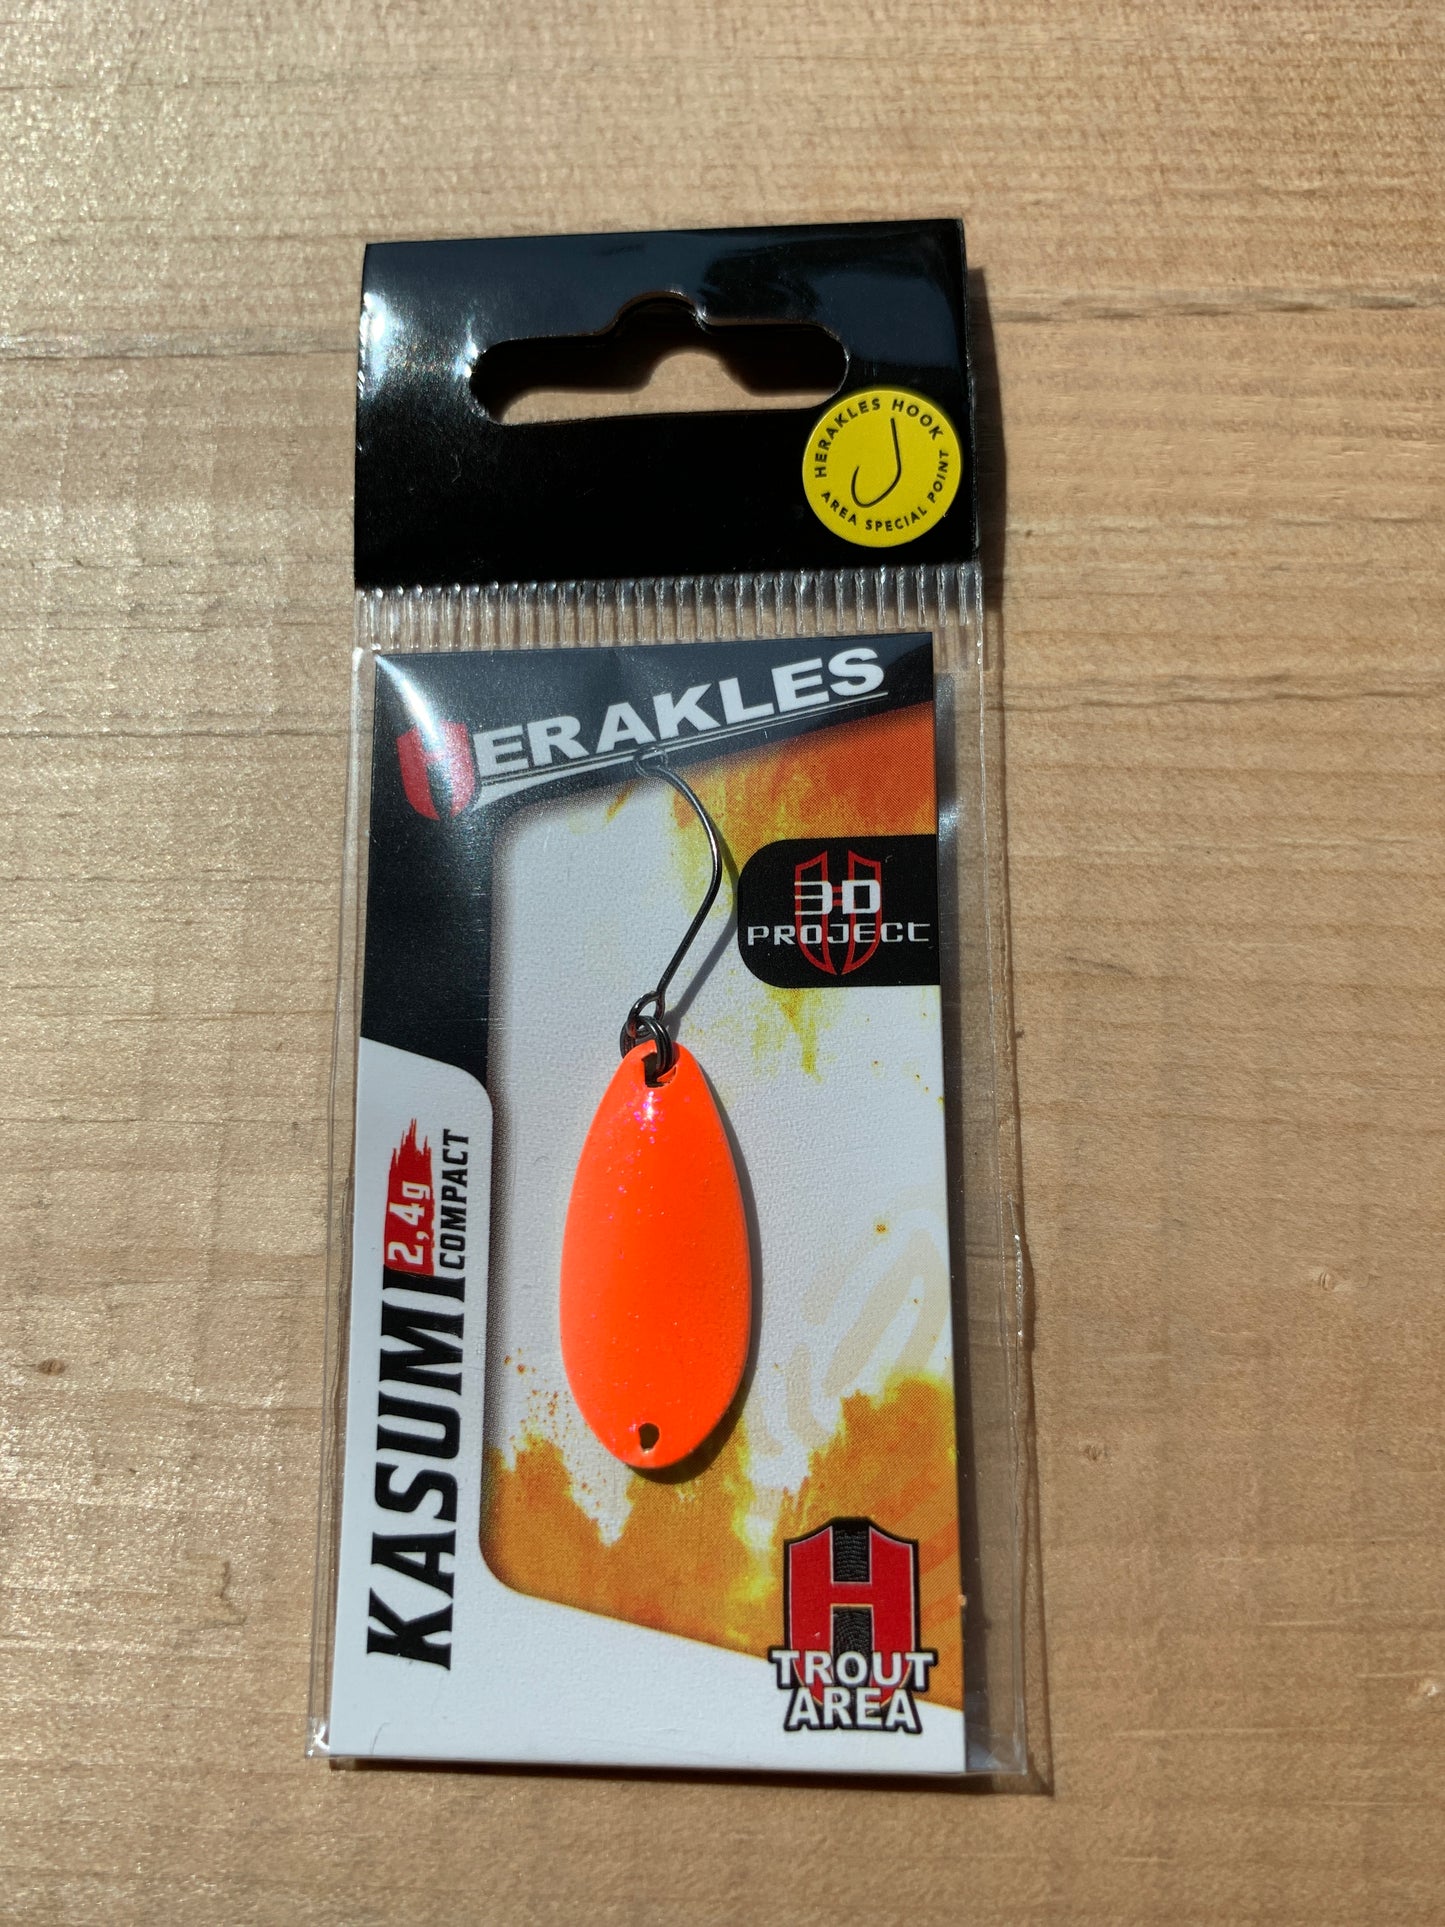 HERAKLES HOOK
AREA SPECIAL POINT
HERAKLES
3D
PROJECT
KASUMI
2,4g
COMPACT
H
TROUT
AREA